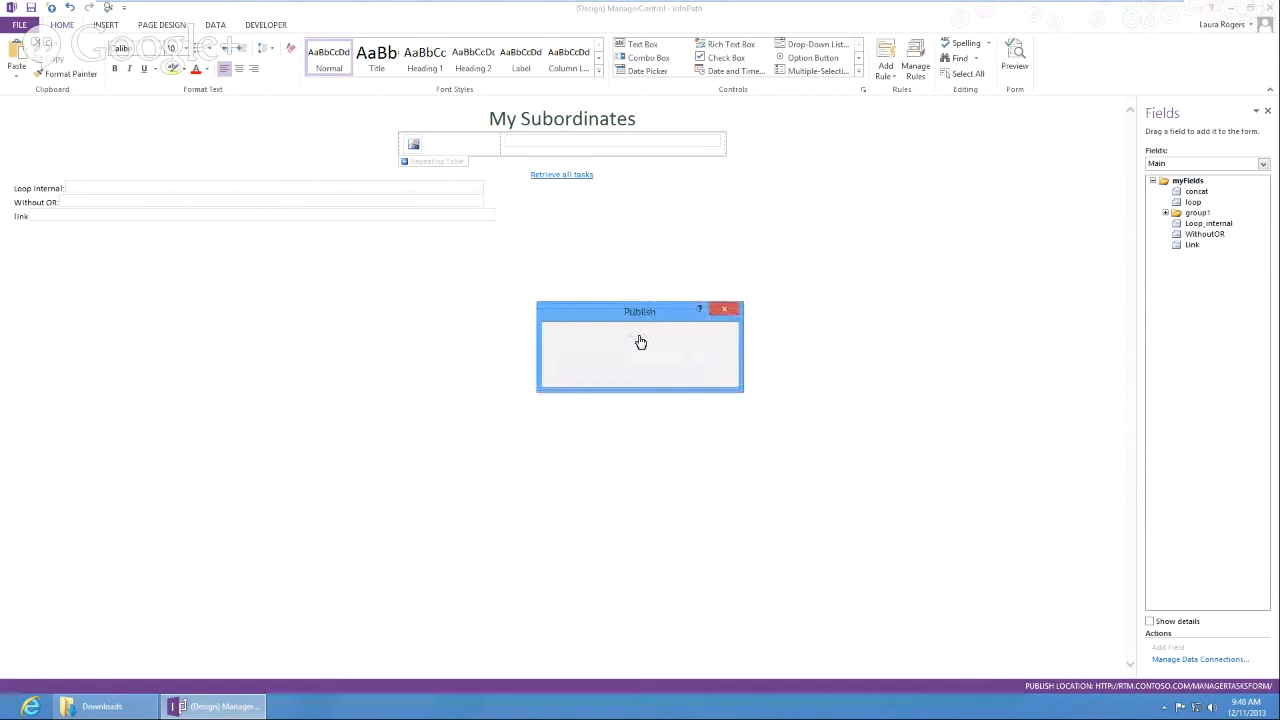 (Design) ManagerControl - InfoPath
FILE HOME INSERT PAGE DESIGN DATA DEVELOPER Laura Rogers
Google+
Paste
Format Painter
Clipboard
B I U
Format Text
AaBbCcDd AaBb AaBbCc AaBbCcDd AaBbCcDd AaBbCcD
Normal Title Heading 1 Heading 2 Label Column L...
Font Styles
Text Box Rich Text Box Drop-Down List...
Combo Box Check Box Option Button
Date Picker Date and Time... Multiple-Selecti...
Controls
Add Rule Manage Rules
Rules
Spelling
Find
Select All
Editing
Preview
Form
My Subordinates
Repeating Table
Retrieve all tasks
Loop Internal:
Without OR:
link
Publish
Fields
Drag a field to add it to the form.
Fields:
Main
myFields
concat
loop
group1
Loop_internal
WithoutOR
Link
Show details
Actions
Add Field
Manage Data Connections...
PUBLISH LOCATION: HTTP://RTM.CONTOSO.COM/MANAGERTASKSFORM/
Downloads
(Design) Manager...
9:48 AM
12/11/2013